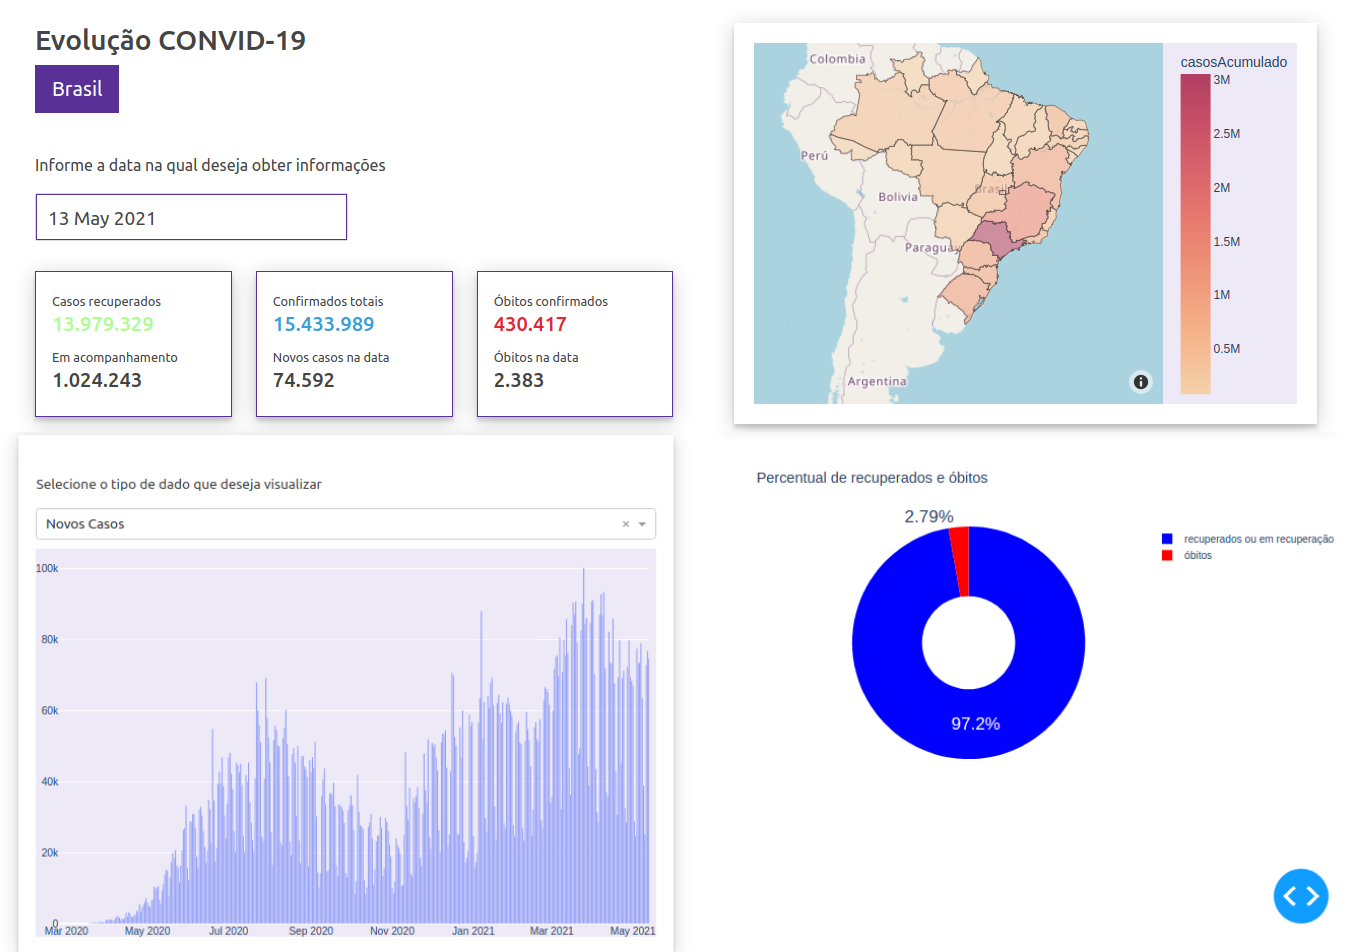 Evolução CONVID-19
Brasil
Informe a data na qual deseja obter informações
13 May 2021
Casos recuperados
13.979.329
Em acompanhamento
1.024.243
Confirmados totais
15.433.989
Novos casos na data
74.592
Óbitos confirmados
430.417
Óbitos na data
2.383
Colombia
Perú
Brasil
Bolivia
Paraguay
Argentina
casosAcumulado
3M
2.5M
2M
1.5M
1M
0.5M
Selecione o tipo de dado que deseja visualizar
Novos Casos
100k
80k
60k
40k
20k
0
Mar 2020
May 2020
Jul 2020
Sep 2020
Nov 2020
Jan 2021
Mar 2021
May 2021
Percentual de recuperados e óbitos
2.79%
97.2%
recuperados ou em recuperação
óbitos